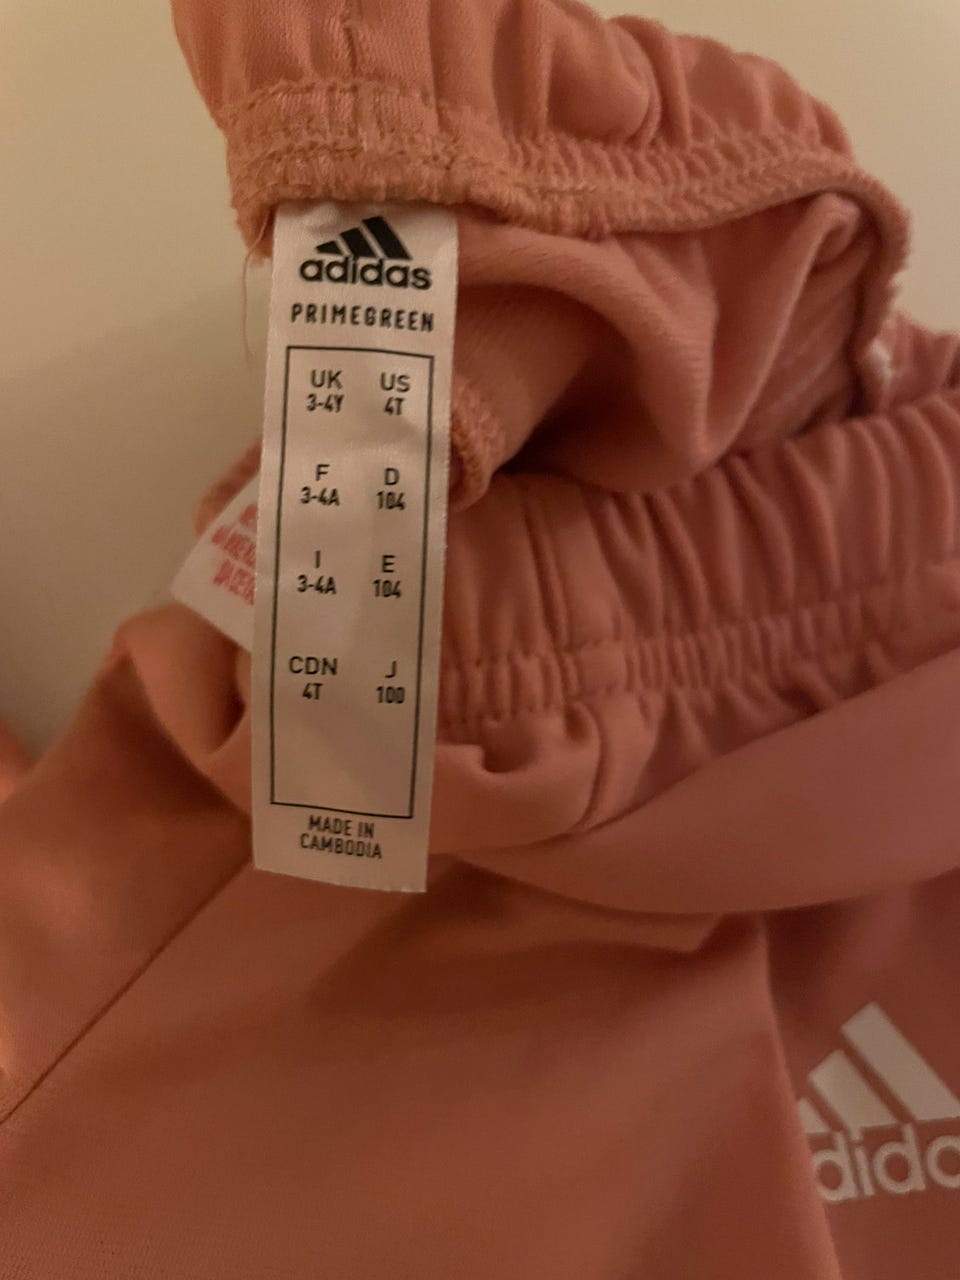 adidas
PRIMEGREEN
UK US
3-4Y 4T
F D
3-4A 104
I E
3-4A 104
CDN J
4T 100
MADE IN
CAMBODIA
adida